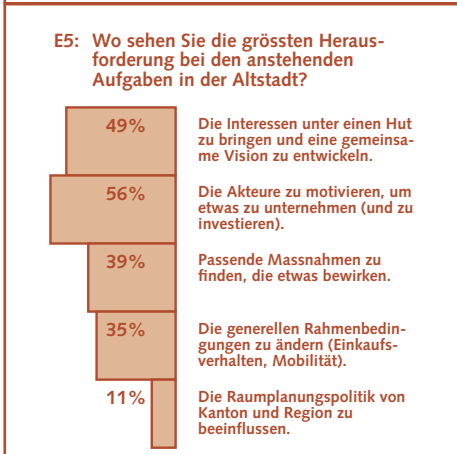 E5: Wo sehen Sie die grössten Heraus-
forderung bei den anstehenden
Aufgaben in der Altstadt?
49%
Die Interessen unter einen Hut
zu bringen und eine gemeinsa-
me Vision zu entwickeln.
56%
Die Akteure zu motivieren, um
etwas zu unternehmen (und zu
investieren).
39%
Passende Massnahmen zu
finden, die etwas bewirken.
35%
Die generellen Rahmenbedin-
gungen zu ändern (Einkaufs-
verhalten, Mobilität).
11%
Die Raumplanungspolitik von
Kanton und Region zu
beeinflussen.